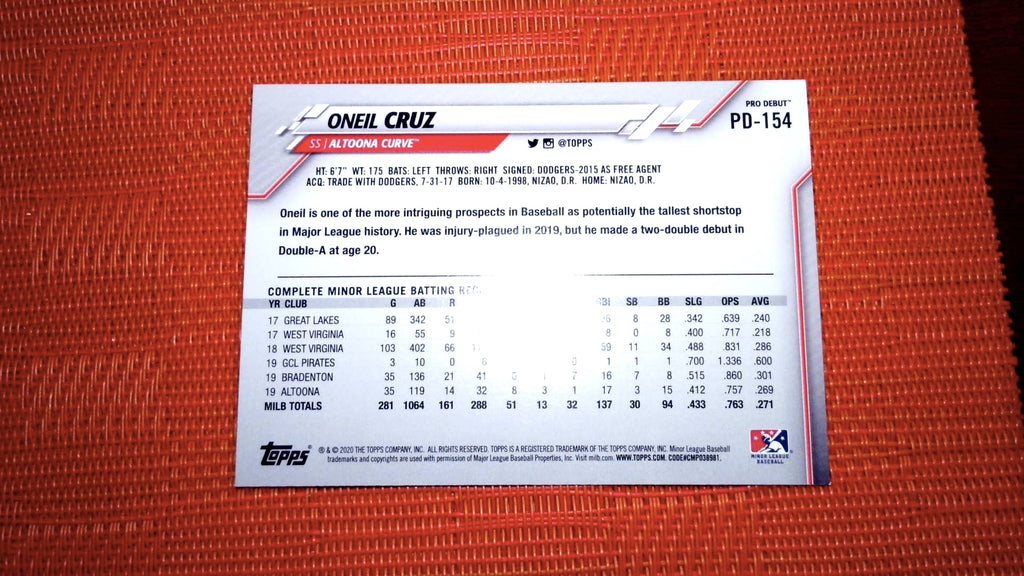 PRO DEBUT™
ONEIL CRUZ
PD-154
SS | ALTOONA CURVE™
@TOPPS
HT: 6'7" WT: 175 BATS: LEFT THROWS: RIGHT SIGNED: DODGERS-2015 AS FREE AGENT
ACQ: TRADE WITH DODGERS, 7-31-17 BORN: 10-4-1998, NIZAO, D.R. HOME: NIZAO, D.R.
Oneil is one of the more intriguing prospects in Baseball as potentially the tallest shortstop
in Major League history. He was injury-plagued in 2019, but he made a two-double debut in
Double-A at age 20.
COMPLETE MINOR LEAGUE BATTING
YR CLUB G AB R SB BB SLG OPS AVG
17 GREAT LAKES 89 342 51 8 28 .342 .639 .240
17 WEST VIRGINIA 16 55 9 8 0 8 .400 .717 .218
18 WEST VIRGINIA 103 402 66 59 11 34 .488 .831 .286
19 GCL PIRATES 3 10 0 6 0 1 1 1 .700 1.336 .600
19 BRADENTON 35 136 21 41 7 16 7 8 .515 .860 .301
19 ALTOONA 35 119 14 32 8 3 1 17 3 15 .412 .757 .269
MILB TOTALS 281 1064 161 288 51 13 32 137 30 94 .433 .763 .271
topps®
® & © 2020 THE TOPPS COMPANY, INC. ALL RIGHTS RESERVED. TOPPS IS A REGISTERED TRADEMARK OF THE TOPPS COMPANY, INC. Minor League Baseball
trademarks and copyrights are used with permission of Major League Baseball Properties, Inc. Visit milb.com. WWW.TOPPS.COM. CODE#CMP038981.
MINOR LEAGUE
BASEBALL